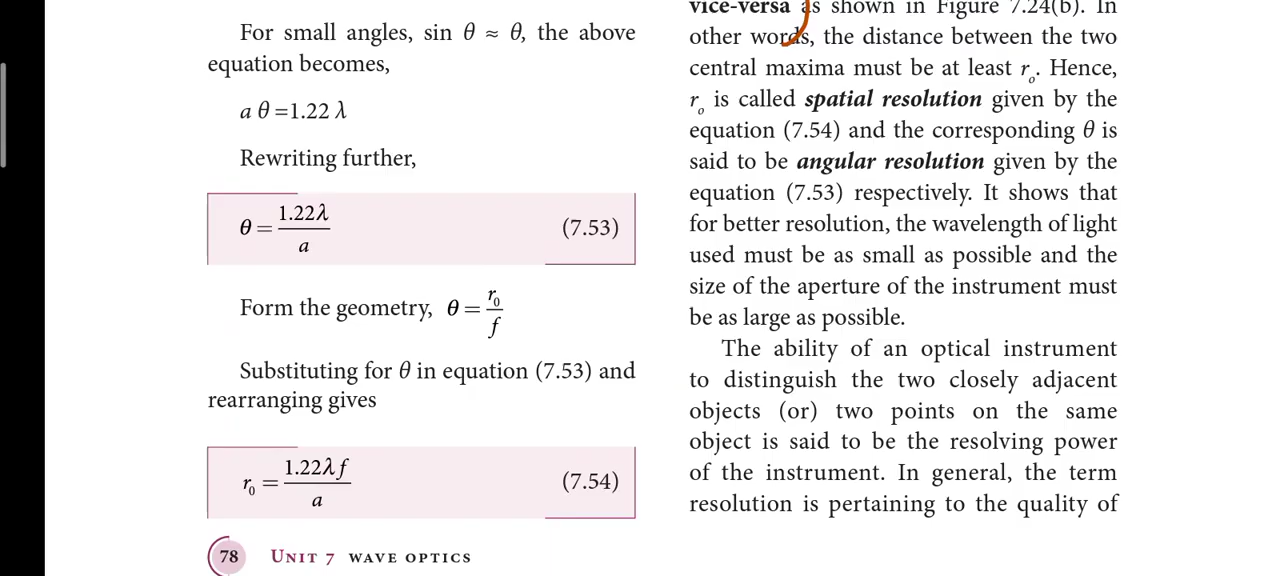 For small angles, sin θ ≈ θ, the above
equation becomes,
a θ =1.22 λ
Rewriting further,
θ = 1.22λ / a (7.53)
Form the geometry, θ = r₀ / f
Substituting for θ in equation (7.53) and
rearranging gives
r₀ = 1.22λ f / a (7.54)
78 UNIT 7 WAVE OPTICS
vice-versa as shown in Figure 7.24(b). In
other words, the distance between the two
central maxima must be at least rₒ. Hence,
rₒ is called spatial resolution given by the
equation (7.54) and the corresponding θ is
said to be angular resolution given by the
equation (7.53) respectively. It shows that
for better resolution, the wavelength of light
used must be as small as possible and the
size of the aperture of the instrument must
be as large as possible.
The ability of an optical instrument
to distinguish the two closely adjacent
objects (or) two points on the same
object is said to be the resolving power
of the instrument. In general, the term
resolution is pertaining to the quality of